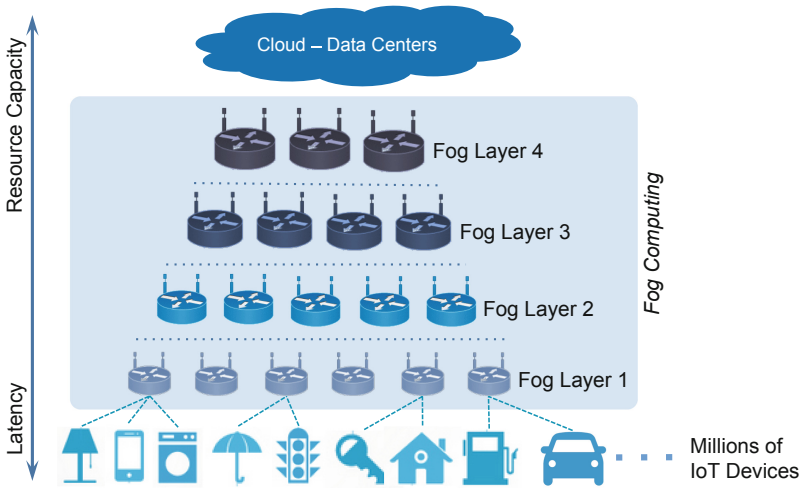 Cloud – Data Centers
Resource Capacity
Fog Layer 4
Fog Layer 3
Fog Computing
Fog Layer 2
Fog Layer 1
Latency
Millions of
IoT Devices